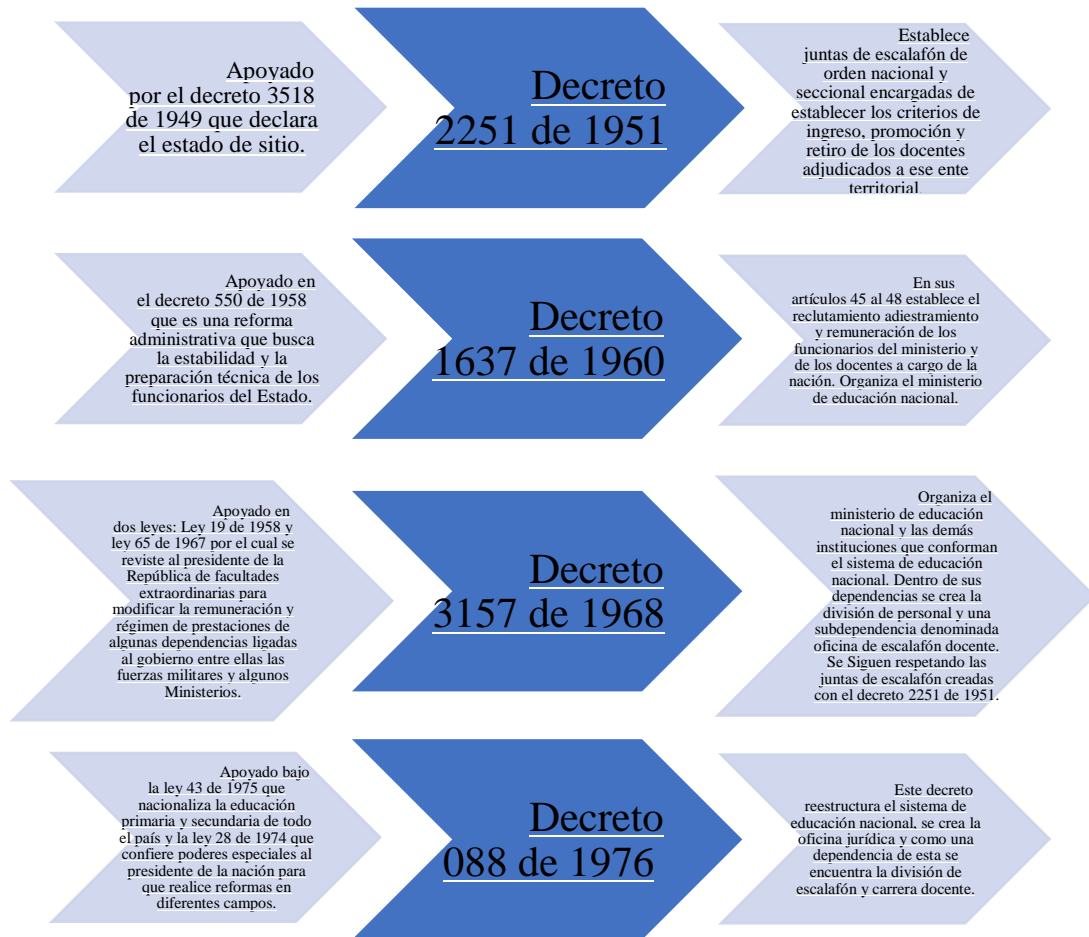 Apoyado
por el decreto 3518
de 1949 que declara
el estado de sitio.
Decreto
2251 de 1951
Establece
juntas de escalafón de
orden nacional y
seccional encargadas de
establecer los criterios de
ingreso, promoción y
retiro de los docentes
adjudicados a ese ente
territorial.
Apoyado en
el decreto 550 de 1958
que es una reforma
administrativa que busca
la estabilidad y la
preparación técnica de los
funcionarios del Estado.
Decreto
1637 de 1960
En sus
artículos 45 al 48 establece el
reclutamiento adiestramiento
y remuneración de los
funcionarios del ministerio y
de los docentes a cargo de la
nación. Organiza el ministerio
de educación nacional.
Apoyado en
dos leyes: Ley 19 de 1958 y
ley 65 de 1967 por el cual se
reviste al presidente de la
República de facultades
extraordinarias para
modificar la remuneración y
régimen de prestaciones de
algunas dependencias ligadas
al gobierno entre ellas las
fuerzas militares y algunos
Ministerios.
Decreto
3157 de 1968
Organiza el
ministerio de educación
nacional y las demás
instituciones que conforman
el sistema de educación
nacional. Dentro de sus
dependencias se crea la
división de personal y una
subdependencia denominada
oficina de escalafón docente.
Se Siguen respetando las
juntas de escalafón creadas
con el decreto 2251 de 1951.
Apoyado bajo
la ley 43 de 1975 que
nacionaliza la educación
primaria y secundaria de todo
el país y la ley 28 de 1974 que
confiere poderes especiales al
presidente de la nación para
que realice reformas en
diferentes campos.
Decreto
088 de 1976
Este decreto
reestructura el sistema de
educación nacional, se crea la
oficina jurídica y como una
dependencia de esta se
encuentra la división de
escalafón y carrera docente.